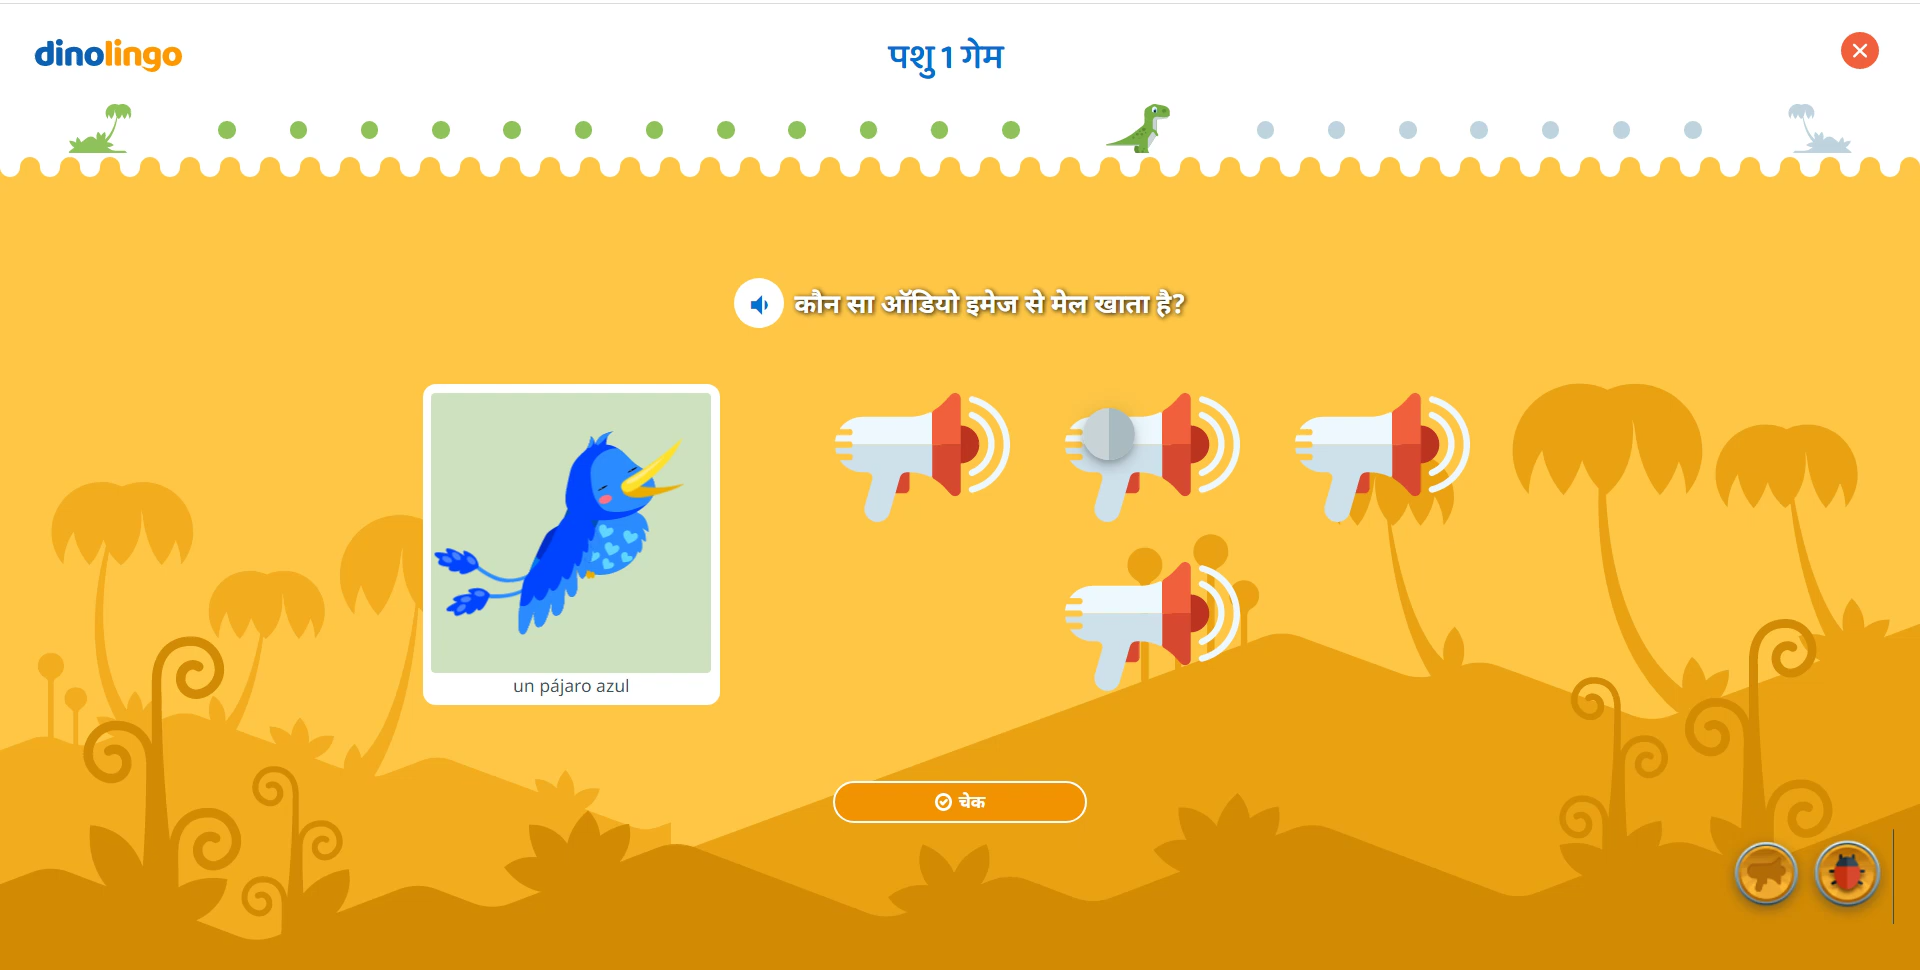 dinolingo
पशु 1 गेम
कौन सा ऑडियो इमेज से मेल खाता है?
un pájaro azul
चेक